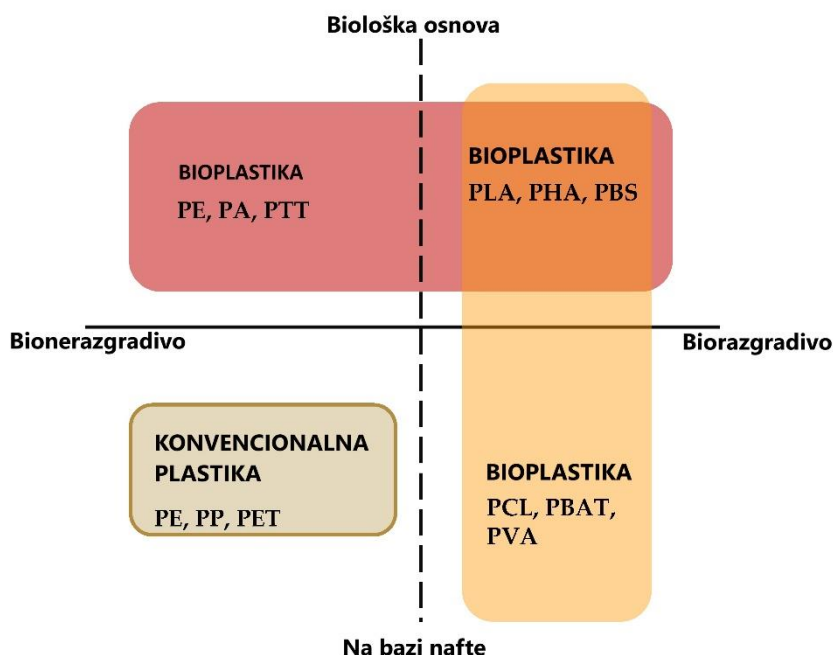 Biološka osnova
BIOPLASTIKA
PE, PA, PTT
BIOPLASTIKA
PLA, PHA, PBS
Bionerazgradivo
Biorazgradivo
KONVENCIONALNA
PLASTIKA
PE, PP, PET
BIOPLASTIKA
PCL, PBAT,
PVA
Na bazi nafte